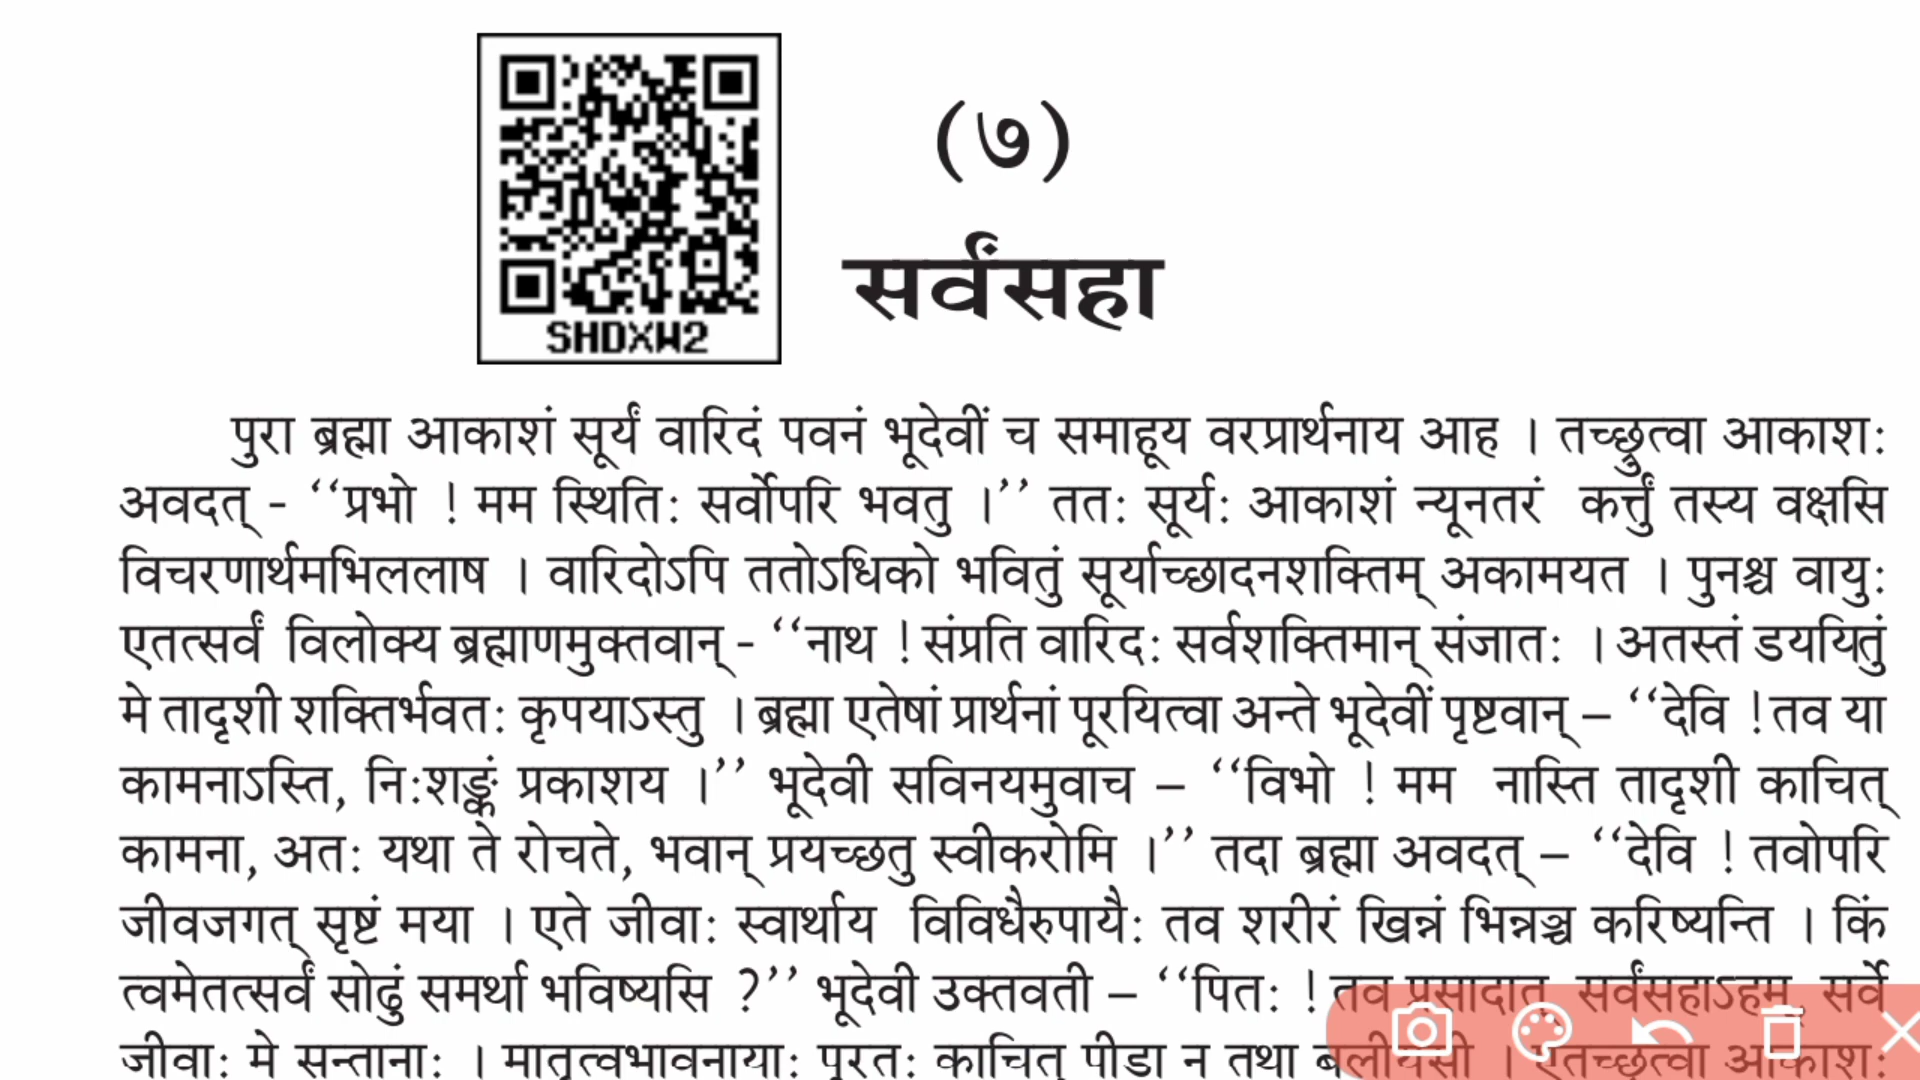 SHDXW2
(७)
सर्वंसहा
पुरा ब्रह्मा आकाशं सूर्यं वारिदं पवनं भूदेवीं च समाहूय वरप्रार्थनाय आह । तच्छ्रुत्वा आकाशः
अवदत् - ‘‘प्रभो ! मम स्थितिः सर्वोपरि भवतु ।’’ ततः सूर्यः आकाशं न्यूनतरं कर्त्तुं तस्य वक्षसि
विचरणार्थमभिललाष । वारिदोऽपि ततोऽधिको भवितुं सूर्याच्छादनशक्तिम् अकामयत । पुनश्च वायुः
एतत्सर्वं विलोक्य ब्रह्माणमुक्तवान् - ‘‘नाथ ! संप्रति वारिदः सर्वशक्तिमान् संजातः । अतस्तं डययितुं
मे तादृशी शक्तिर्भवतः कृपयाऽस्तु । ब्रह्मा एतेषां प्रार्थनां पूरयित्वा अन्ते भूदेवीं पृष्टवान् – ‘‘देवि ! तव या
कामनाऽस्ति, निःशङ्कं प्रकाशय ।’’ भूदेवी सविनयमुवाच – ‘‘विभो ! मम नास्ति तादृशी काचित्
कामना, अतः यथा ते रोचते, भवान् प्रयच्छतु स्वीकरोमि ।’’ तदा ब्रह्मा अवदत् – ‘‘देवि ! तवोपरि
जीवजगत् सृष्टं मया । एते जीवाः स्वार्थाय विविधैरुपायैः तव शरीरं खिन्नं भिन्नञ्च करिष्यन्ति । किं
त्वमेतत्सर्वं सोढुं समर्था भविष्यसि ?’’ भूदेवी उक्तवती – ‘‘पितः ! तव प्रसादात् सर्वंसहाऽहम् सर्वे
जीवाः मे सन्तानाः । मातृत्वभावनायाः पुरतः काचित् पीडा न तथा बलीयसी । एतच्छ्रुत्वा आकाशः